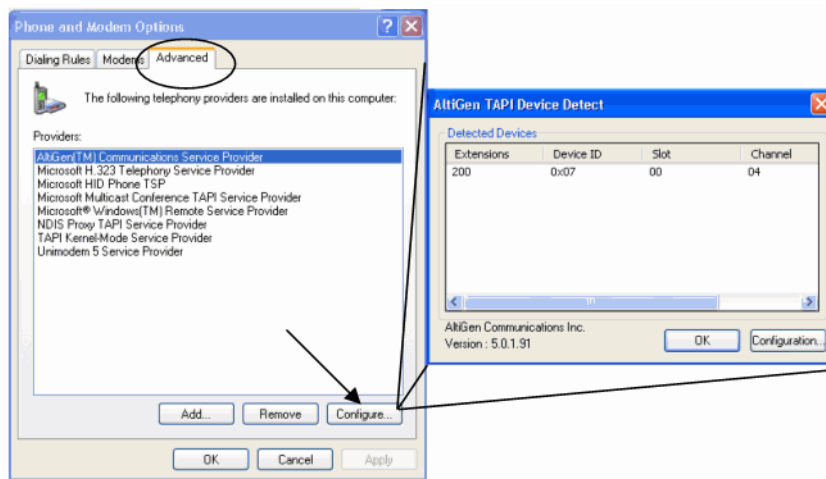 Phone and Modem Options
Dialing Rules Modems Advanced
The following telephony providers are installed on this computer:
Providers:
AltiGen(TM) Communications Service Provider
Microsoft H.323 Telephony Service Provider
Microsoft HID Phone TSP
Microsoft Multicast Conference TAPI Service Provider
Microsoft® Windows(TM) Remote Service Provider
NDIS Proxy TAPI Service Provider
TAPI Kernel-Mode Service Provider
Unimodem 5 Service Provider
Add... Remove Configure...
OK Cancel Apply
AltiGen TAPI Device Detect
Detected Devices
Extensions Device ID Slot Channel
200 0x07 00 04
AltiGen Communications Inc.
Version : 5.0.1.91
OK Configuration...